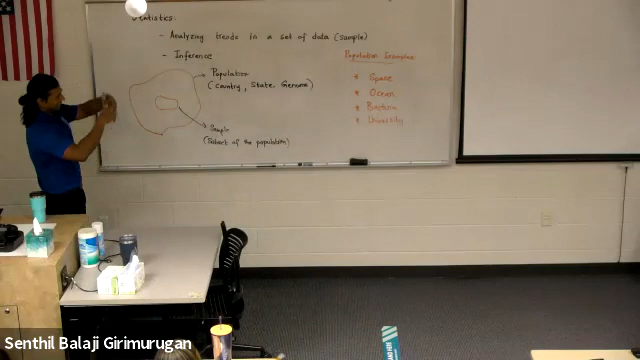 Statistics:
- Analyzing trends in a set of data (sample)
- Inference
Population
(Country, State, Genome)
Sample
(Subset of the population)
Population Examples:
* Space
* Ocean
* Bacteria
* University
Senthil Balaji Girimurugan